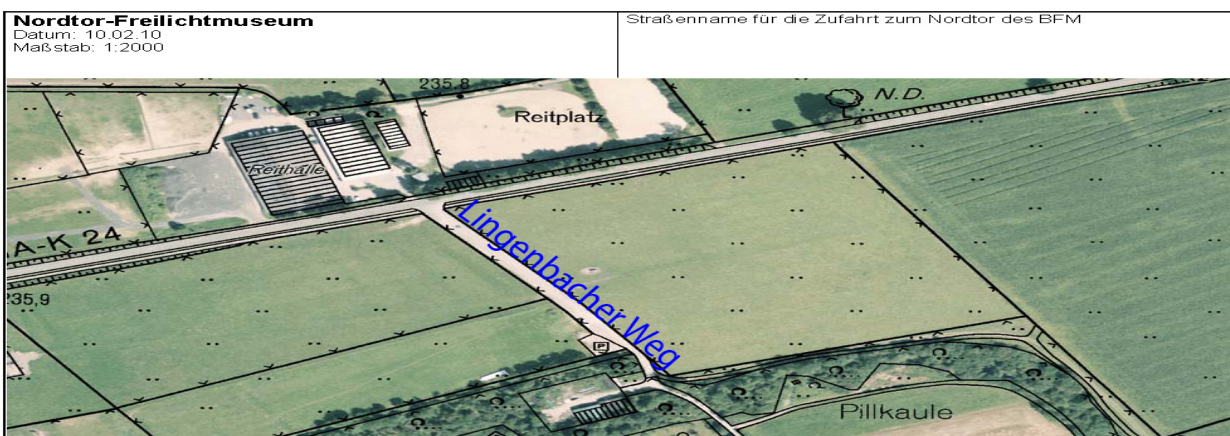 Nordtor-Freilichtmuseum
Datum: 10.02.10
Maßstab: 1:2000
Straßenname für die Zufahrt zum Nordtor des BFM
235,8
N.D.
Reitplatz
Reithalle
Lingenbacher Weg
A-K 24
235,9
P
Pillkaule